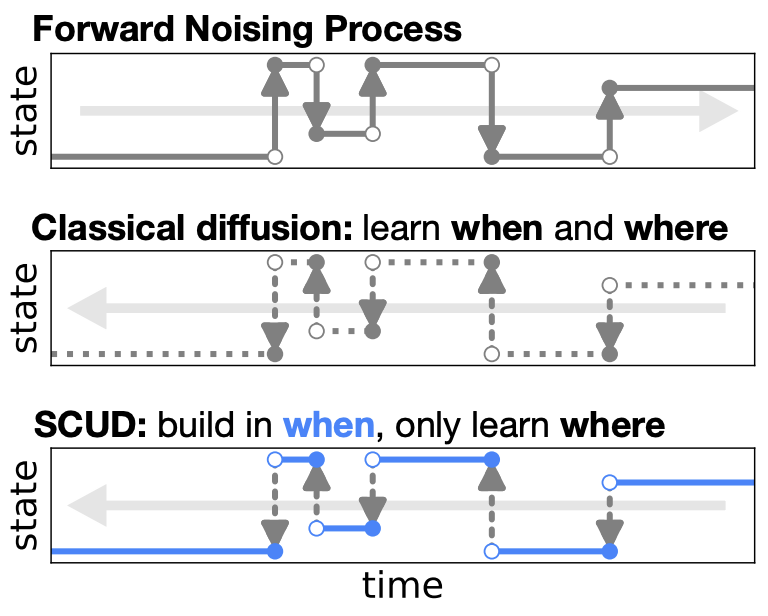 Forward Noising Process
state
Classical diffusion: learn when and where
state
SCUD: build in when, only learn where
state
time